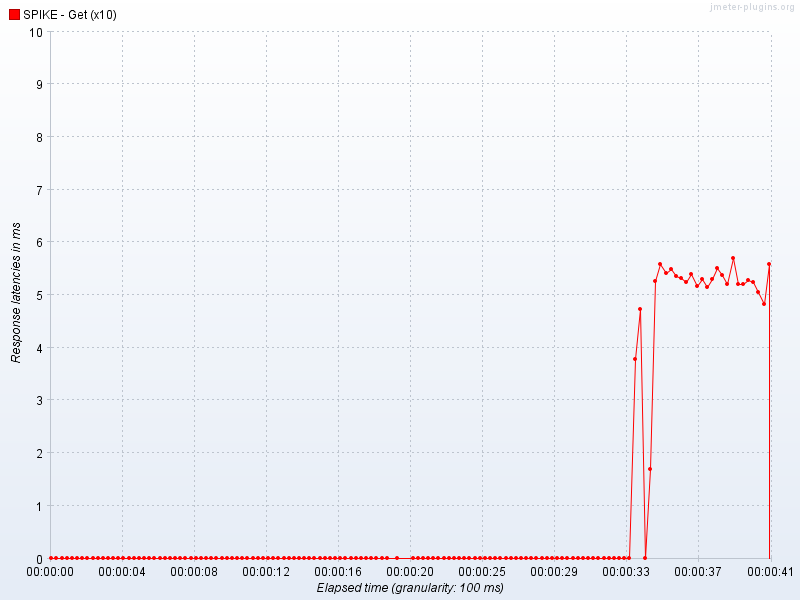 jmeter-plugins.org
SPIKE - Get (x10)
10
9
8
7
6
5
4
3
2
1
0
Response latencies in ms
00:00:00 00:00:04 00:00:08 00:00:12 00:00:16 00:00:20 00:00:25 00:00:29 00:00:33 00:00:37 00:00:41
Elapsed time (granularity: 100 ms)